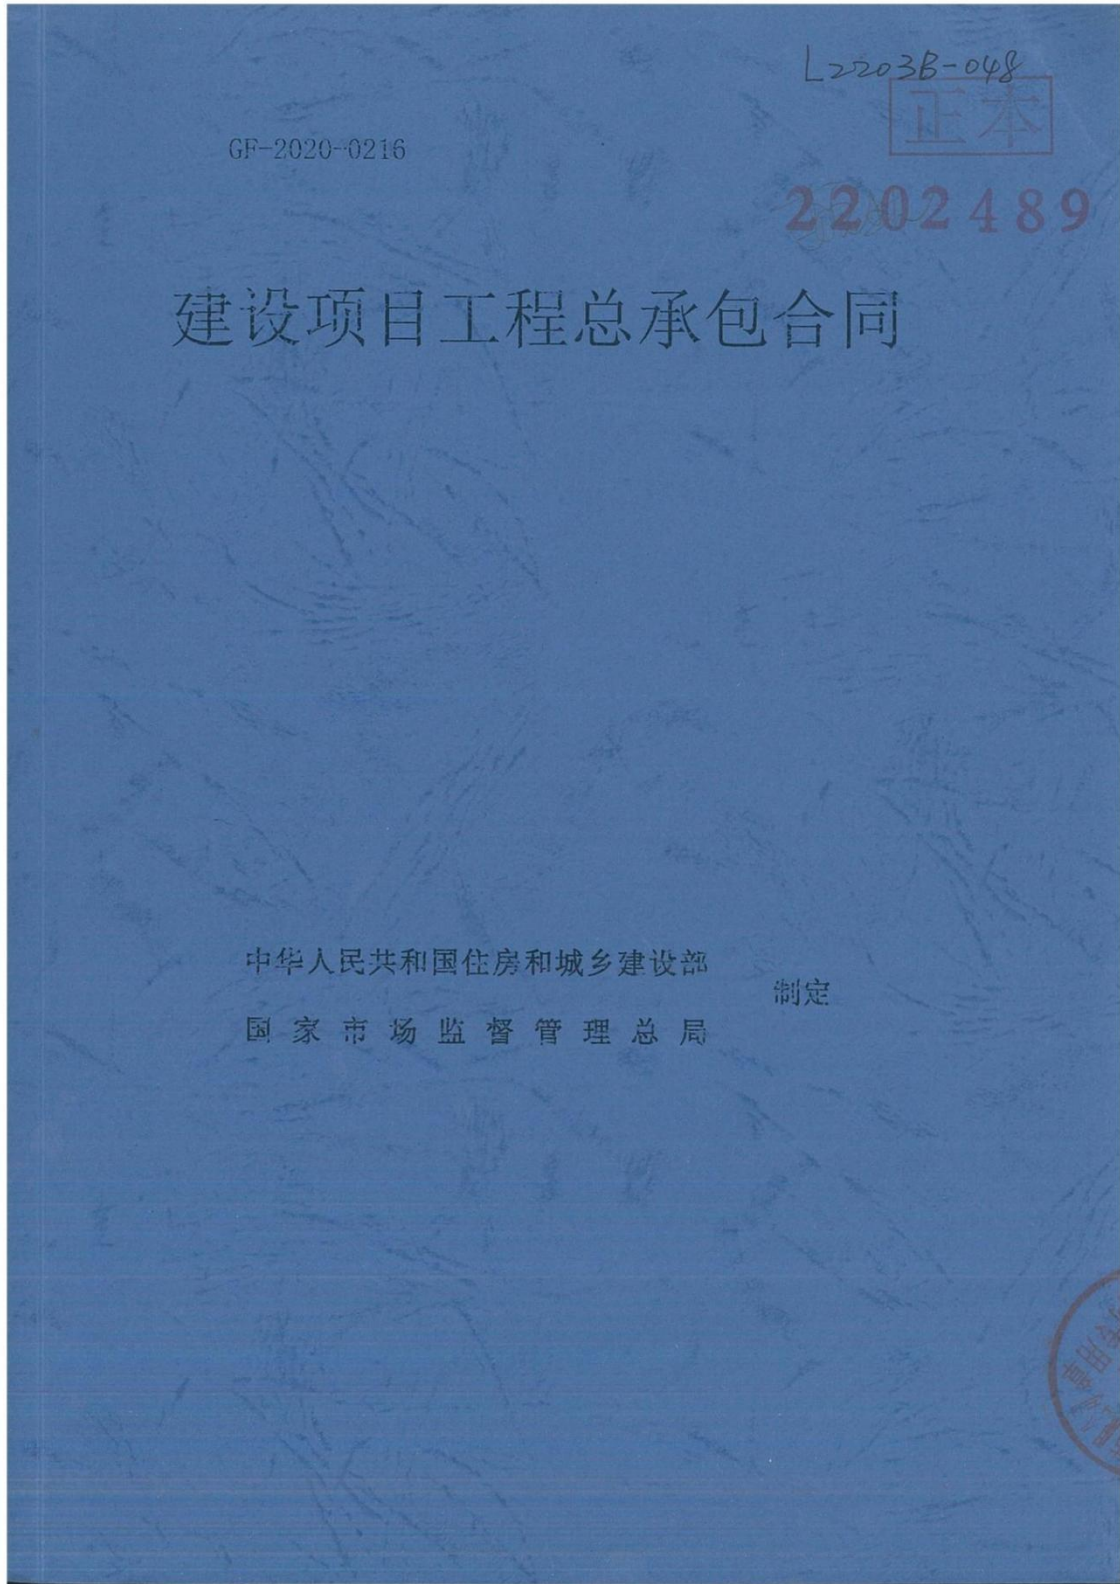 L2203B-048
正本
GF-2020-0216
2202489
建设项目工程总承包合同
中华人民共和国住房和城乡建设部
制定
国家市场监督管理总局